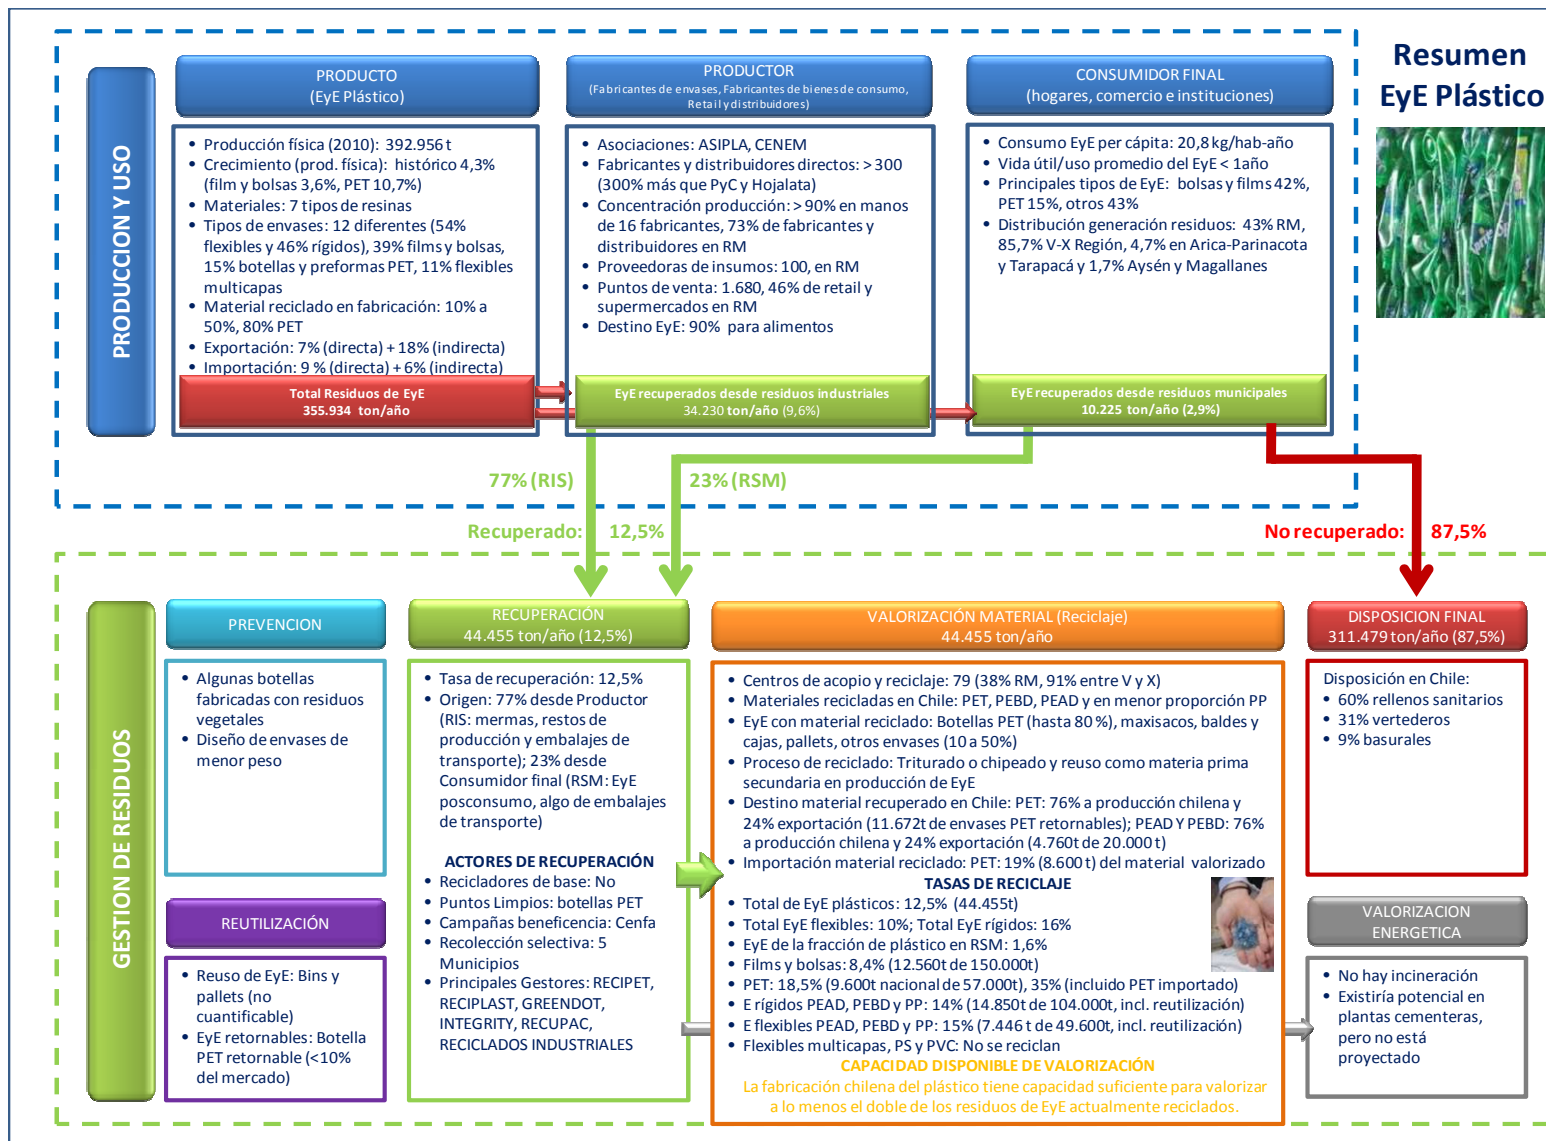 Resumen
EyE Plástico
PRODUCCION Y USO
PRODUCTO
(EyE Plástico)
• Producción física (2010): 392.956 t
• Crecimiento (prod. física): histórico 4,3%
(film y bolsas 3,6%, PET 10,7%)
• Materiales: 7 tipos de resinas
• Tipos de envases: 12 diferentes (54%
flexibles y 46% rígidos), 39% films y bolsas,
15% botellas y preformas PET, 11% flexibles
multicapas
• Material reciclado en fabricación: 10% a
50%, 80% PET
• Exportación: 7% (directa) + 18% (indirecta)
• Importación: 9 % (directa) + 6% (indirecta)
Total Residuos de EyE
355.934 ton/año
PRODUCTOR
(Fabricantes de envases, Fabricantes de bienes de consumo,
Retail y distribuidores)
• Asociaciones: ASIPLA, CENEM
• Fabricantes y distribuidores directos: > 300
(300% más que PyC y Hojalata)
• Concentración producción: > 90% en manos
de 16 fabricantes, 73% de fabricantes y
distribuidores en RM
• Proveedoras de insumos: 100, en RM
• Puntos de venta: 1.680, 46% de retail y
supermercados en RM
• Destino EyE: 90% para alimentos
EyE recuperados desde residuos industriales
34.230 ton/año (9,6%)
CONSUMIDOR FINAL
(hogares, comercio e instituciones)
• Consumo EyE per cápita: 20,8 kg/hab-año
• Vida útil/uso promedio del EyE < 1año
• Principales tipos de EyE: bolsas y films 42%,
PET 15%, otros 43%
• Distribución generación residuos: 43% RM,
85,7% V-X Región, 4,7% en Arica-Parinacota
y Tarapacá y 1,7% Aysén y Magallanes
EyE recuperados desde residuos municipales
10.225 ton/año (2,9%)
77% (RIS)
23% (RSM)
Recuperado: 12,5%
No recuperado: 87,5%
GESTION DE RESIDUOS
PREVENCION
• Algunas botellas
fabricadas con residuos
vegetales
• Diseño de envases de
menor peso
REUTILIZACIÓN
• Reuso de EyE: Bins y
pallets (no
cuantificable)
• EyE retornables: Botella
PET retornable (<10%
del mercado)
RECUPERACIÓN
44.455 ton/año (12,5%)
• Tasa de recuperación: 12,5%
• Origen: 77% desde Productor
(RIS: mermas, restos de
producción y embalajes de
transporte); 23% desde
Consumidor final (RSM: EyE
posconsumo, algo de embalajes
de transporte)
ACTORES DE RECUPERACIÓN
• Recicladores de base: No
• Puntos Limpios: botellas PET
• Campañas beneficencia: Cenfa
• Recolección selectiva: 5
Municipios
• Principales Gestores: RECIPET,
RECIPLAST, GREENDOT,
INTEGRITY, RECUPAC,
RECICLADOS INDUSTRIALES
VALORIZACIÓN MATERIAL (Reciclaje)
44.455 ton/año
• Centros de acopio y reciclaje: 79 (38% RM, 91% entre V y X)
• Materiales recicladas en Chile: PET, PEBD, PEAD y en menor proporción PP
• EyE con material reciclado: Botellas PET (hasta 80 %), maxisacos, baldes y
cajas, pallets, otros envases (10 a 50%)
• Proceso de reciclado: Triturado o chipeado y reuso como materia prima
secundaria en producción de EyE
• Destino material recuperado en Chile: PET: 76% a producción chilena y
24% exportación (11.672t de envases PET retornables); PEAD Y PEBD: 76%
a producción chilena y 24% exportación (4.760t de 20.000 t)
• Importación material reciclado: PET: 19% (8.600 t) del material valorizado
TASAS DE RECICLAJE
• Total de EyE plásticos: 12,5% (44.455t)
• Total EyE flexibles: 10%; Total EyE rígidos: 16%
• EyE de la fracción de plástico en RSM: 1,6%
• Films y bolsas: 8,4% (12.560t de 150.000t)
• PET: 18,5% (9.600t nacional de 57.000t), 35% (incluido PET importado)
• E rígidos PEAD, PEBD y PP: 14% (14.850t de 104.000t, incl. reutilización)
• E flexibles PEAD, PEBD y PP: 15% (7.446 t de 49.600t, incl. reutilización)
• Flexibles multicapas, PS y PVC: No se reciclan
CAPACIDAD DISPONIBLE DE VALORIZACIÓN
La fabricación chilena del plástico tiene capacidad suficiente para valorizar
a lo menos el doble de los residuos de EyE actualmente reciclados.
DISPOSICION FINAL
311.479 ton/año (87,5%)
Disposición en Chile:
• 60% rellenos sanitarios
• 31% vertederos
• 9% basurales
VALORIZACION
ENERGETICA
• No hay incineración
• Existiría potencial en
plantas cementeras,
pero no está
proyectado